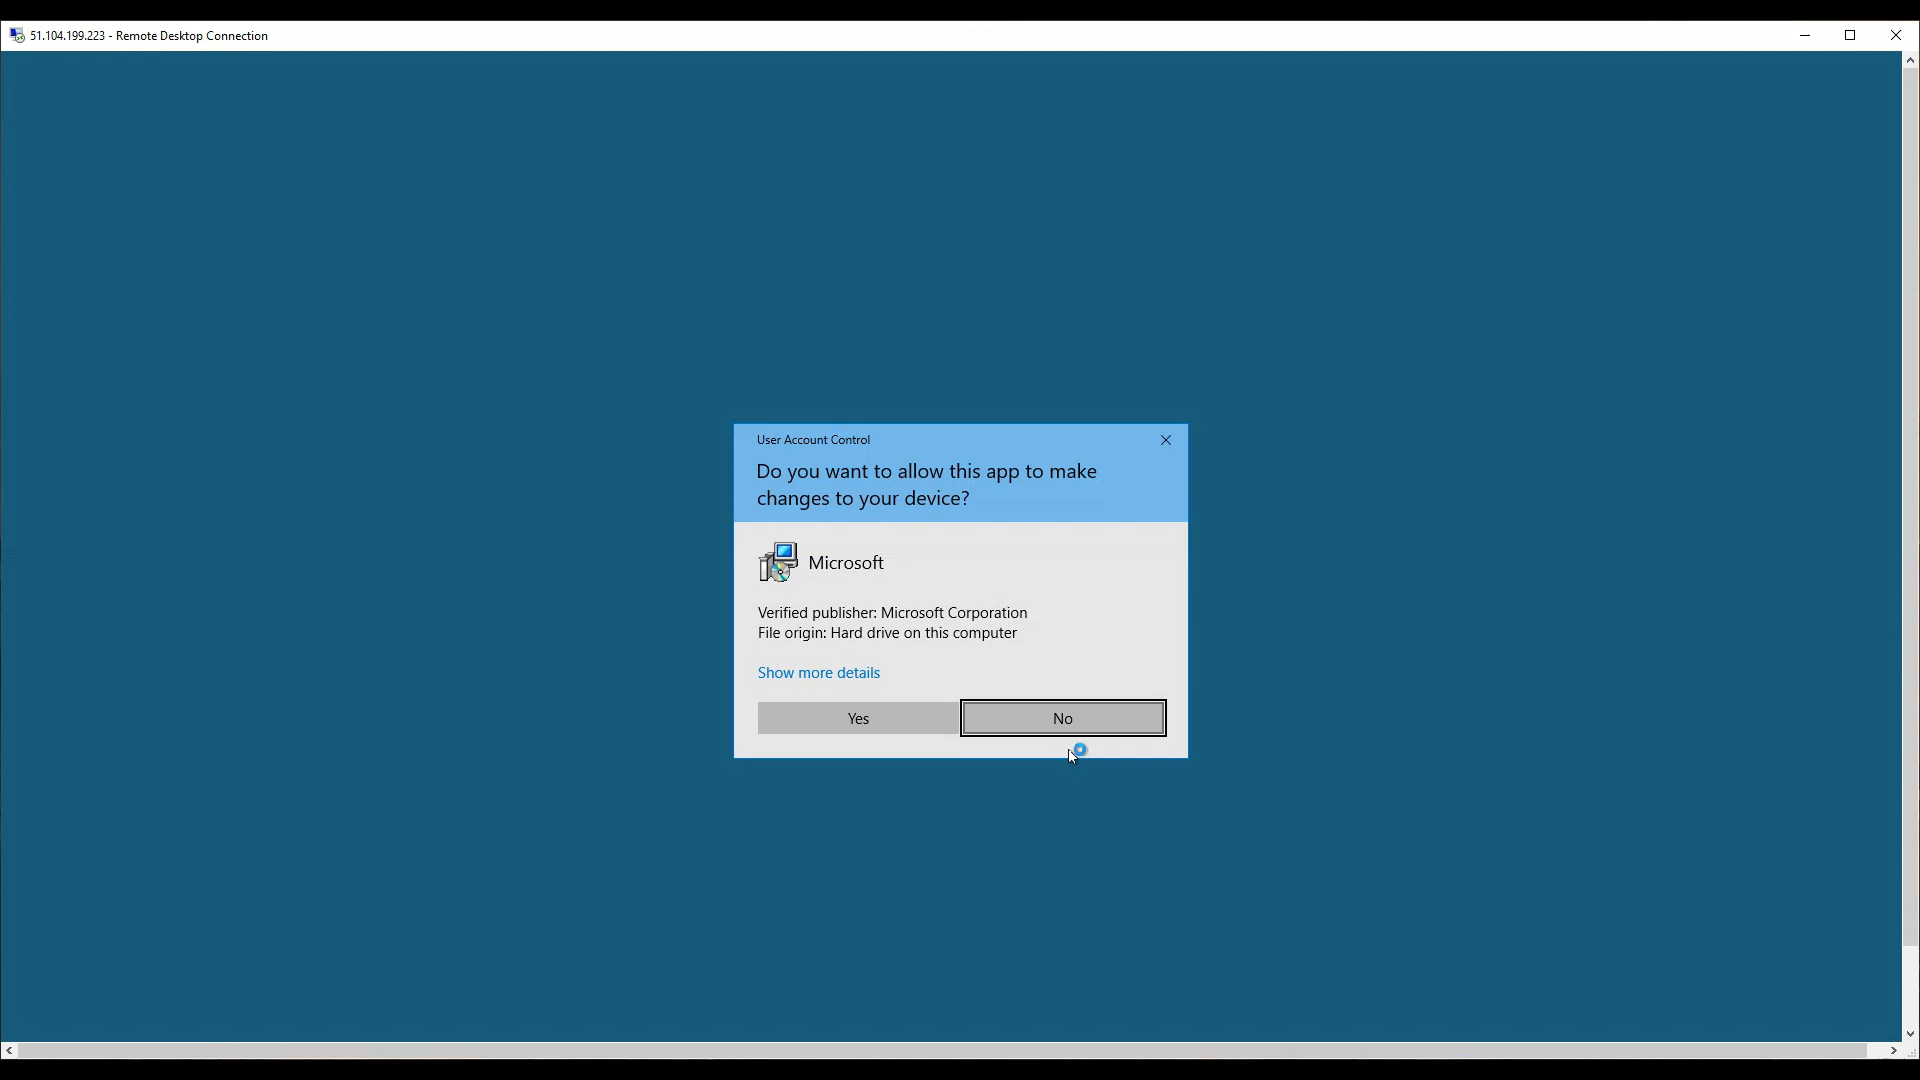 51.104.199.223 - Remote Desktop Connection
User Account Control
Do you want to allow this app to make
changes to your device?
Microsoft
Verified publisher: Microsoft Corporation
File origin: Hard drive on this computer
Show more details
Yes
No